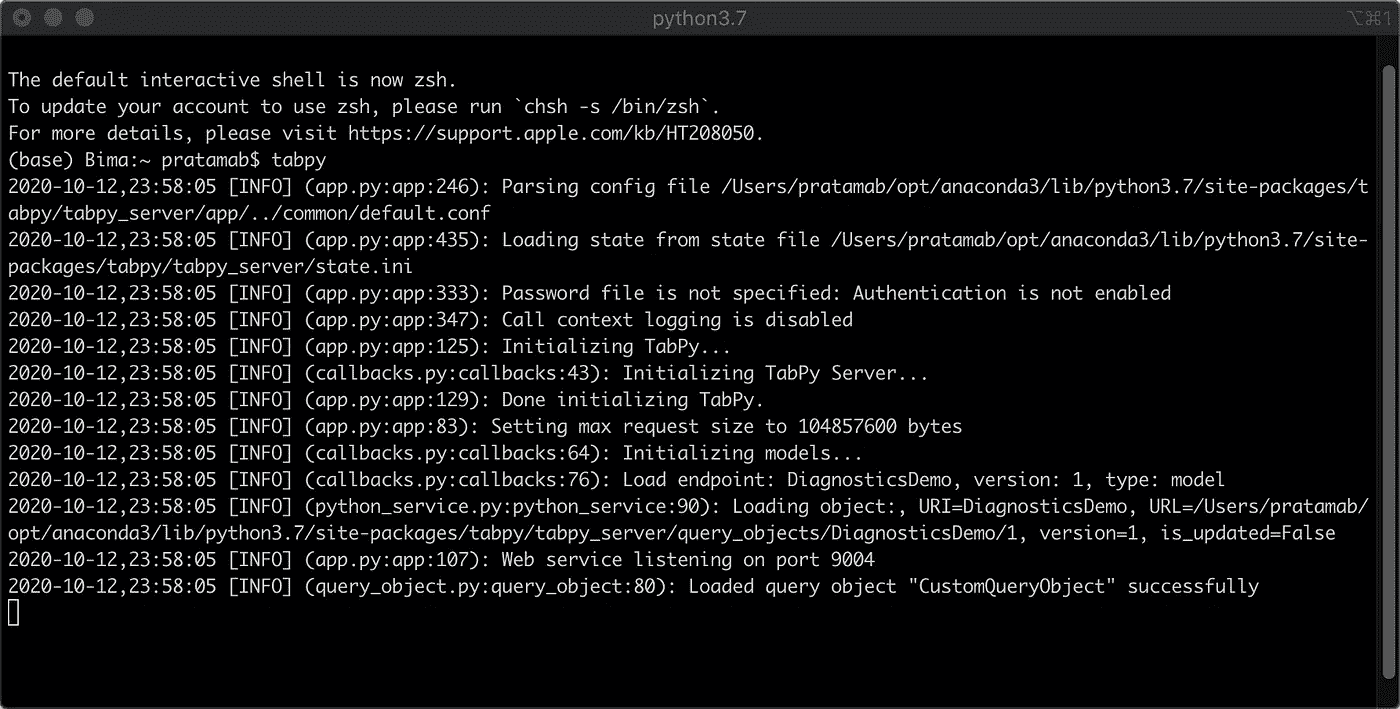 python3.7
⌥⌘1
The default interactive shell is now zsh.
To update your account to use zsh, please run `chsh -s /bin/zsh`.
For more details, please visit https://support.apple.com/kb/HT208050.
(base) Bima:~ pratamab$ tabpy
2020-10-12,23:58:05 [INFO] (app.py:app:246): Parsing config file /Users/pratamab/opt/anaconda3/lib/python3.7/site-packages/t
abpy/tabpy_server/app/../common/default.conf
2020-10-12,23:58:05 [INFO] (app.py:app:435): Loading state from state file /Users/pratamab/opt/anaconda3/lib/python3.7/site-
packages/tabpy/tabpy_server/state.ini
2020-10-12,23:58:05 [INFO] (app.py:app:333): Password file is not specified: Authentication is not enabled
2020-10-12,23:58:05 [INFO] (app.py:app:347): Call context logging is disabled
2020-10-12,23:58:05 [INFO] (app.py:app:125): Initializing TabPy...
2020-10-12,23:58:05 [INFO] (callbacks.py:callbacks:43): Initializing TabPy Server...
2020-10-12,23:58:05 [INFO] (app.py:app:129): Done initializing TabPy.
2020-10-12,23:58:05 [INFO] (app.py:app:83): Setting max request size to 104857600 bytes
2020-10-12,23:58:05 [INFO] (callbacks.py:callbacks:64): Initializing models...
2020-10-12,23:58:05 [INFO] (callbacks.py:callbacks:76): Load endpoint: DiagnosticsDemo, version: 1, type: model
2020-10-12,23:58:05 [INFO] (python_service.py:python_service:90): Loading object:, URI=DiagnosticsDemo, URL=/Users/pratamab/
opt/anaconda3/lib/python3.7/site-packages/tabpy/tabpy_server/query_objects/DiagnosticsDemo/1, version=1, is_updated=False
2020-10-12,23:58:05 [INFO] (app.py:app:107): Web service listening on port 9004
2020-10-12,23:58:05 [INFO] (query_object.py:query_object:80): Loaded query object "CustomQueryObject" successfully